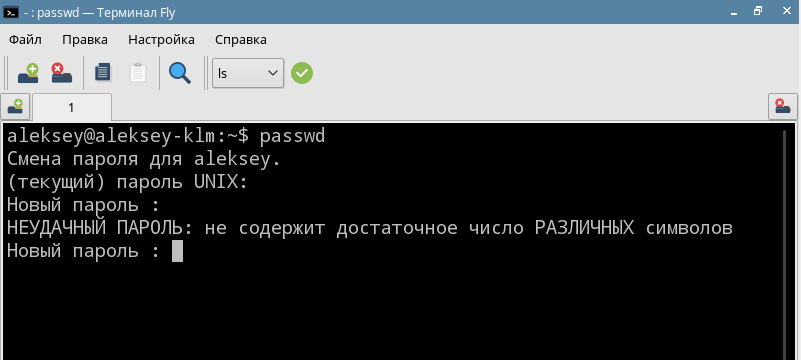 - : passwd — Терминал Fly
Файл Правка Настройка Справка
ls
1
aleksey@aleksey-klm:~$ passwd
Смена пароля для aleksey.
(текущий) пароль UNIX:
Новый пароль :
НЕУДАЧНЫЙ ПАРОЛЬ: не содержит достаточное число РАЗЛИЧНЫХ символов
Новый пароль :